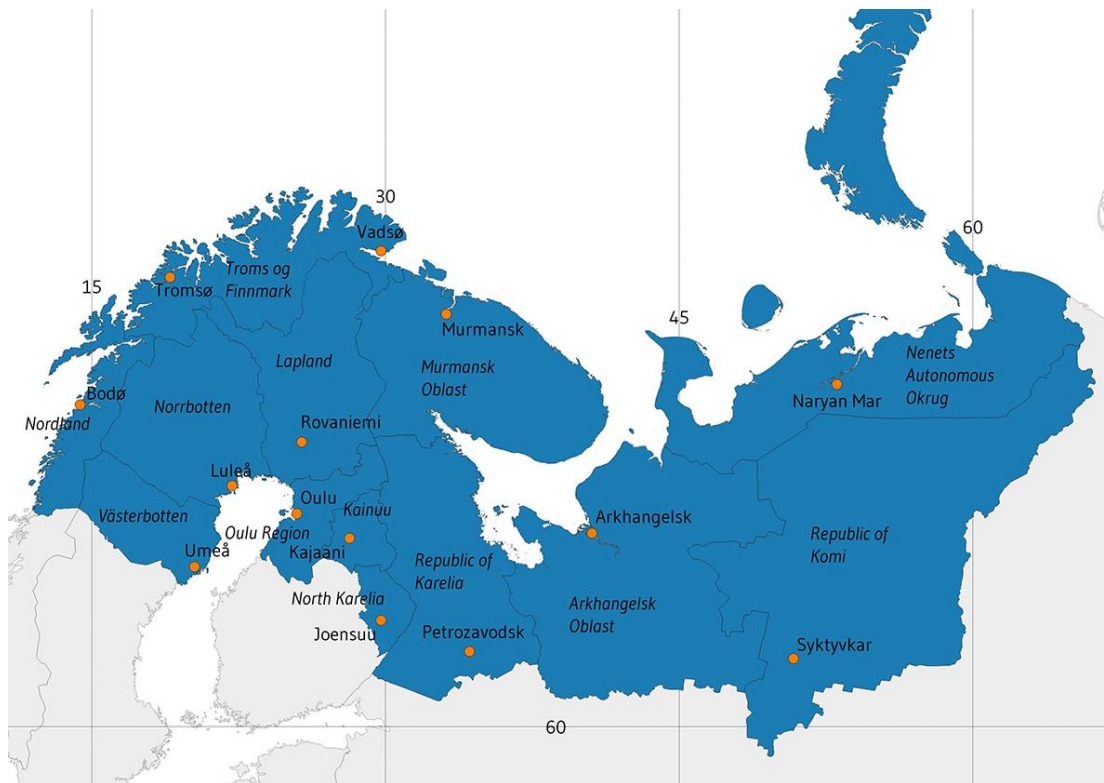 30
Vadsø
60
Troms og
Finnmark
Tromsø
15
45
Murmansk
Lapland
Murmansk
Oblast
Nenets
Autonomous
Okrug
Naryan Mar
Bodø
Nordland
Norrbotten
Rovaniemi
Luleå
Oulu
Västerbotten
Oulu Region
Kainuu
Arkhangelsk
Umeå
Kajaani
Republic of
Karelia
Republic of
Komi
North Karelia
Joensuu
Arkhangelsk
Oblast
Petrozavodsk
Syktyvkar
60